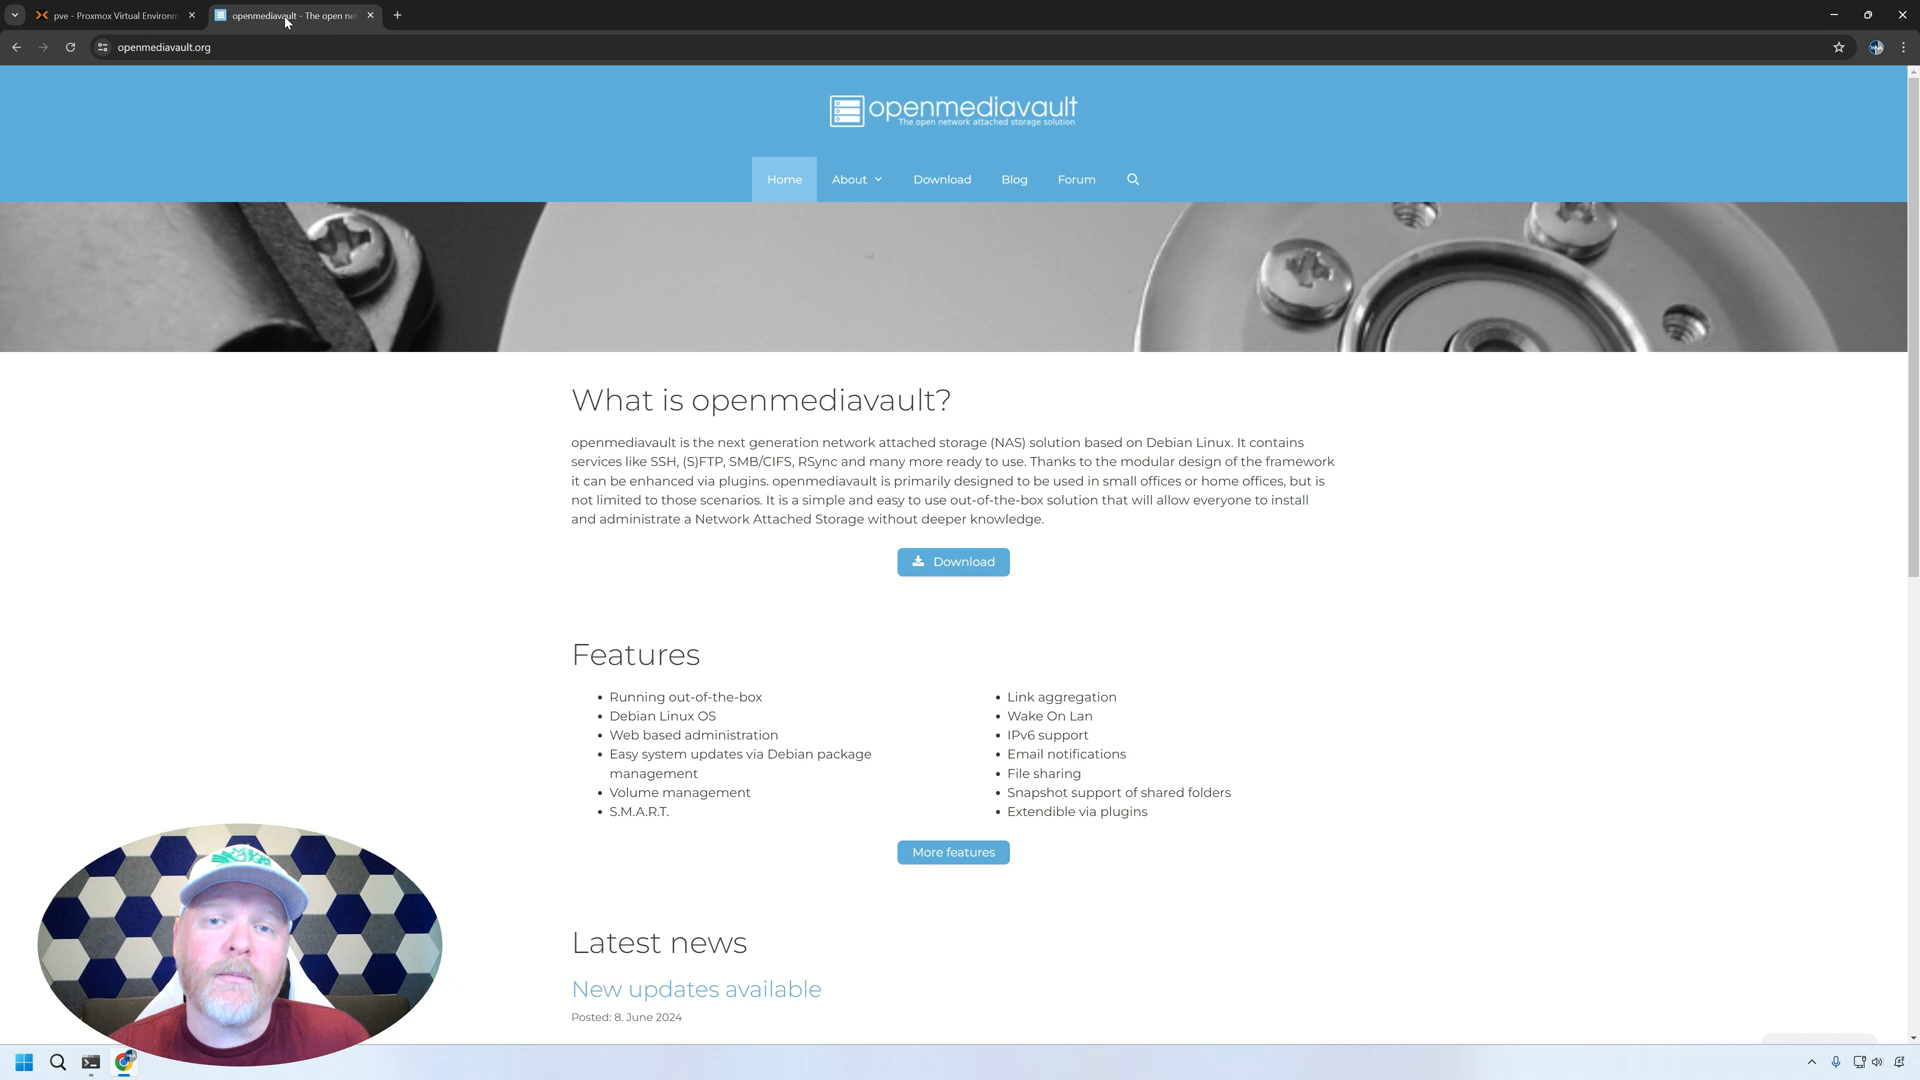 pve - Proxmox Virtual Environm
openmediavault - The open ne
openmediavault.org
openmediavault
The open network attached storage solution
Home
About
Download
Blog
Forum
What is openmediavault?
openmediavault is the next generation network attached storage (NAS) solution based on Debian Linux. It contains
services like SSH, (S)FTP, SMB/CIFS, RSync and many more ready to use. Thanks to the modular design of the framework
it can be enhanced via plugins. openmediavault is primarily designed to be used in small offices or home offices, but is
not limited to those scenarios. It is a simple and easy to use out-of-the-box solution that will allow everyone to install
and administrate a Network Attached Storage without deeper knowledge.
Download
Features
• Running out-of-the-box
• Debian Linux OS
• Web based administration
• Easy system updates via Debian package
management
• Volume management
• S.M.A.R.T.
• Link aggregation
• Wake On Lan
• IPv6 support
• Email notifications
• File sharing
• Snapshot support of shared folders
• Extendible via plugins
More features
Latest news
New updates available
Posted: 8. June 2024